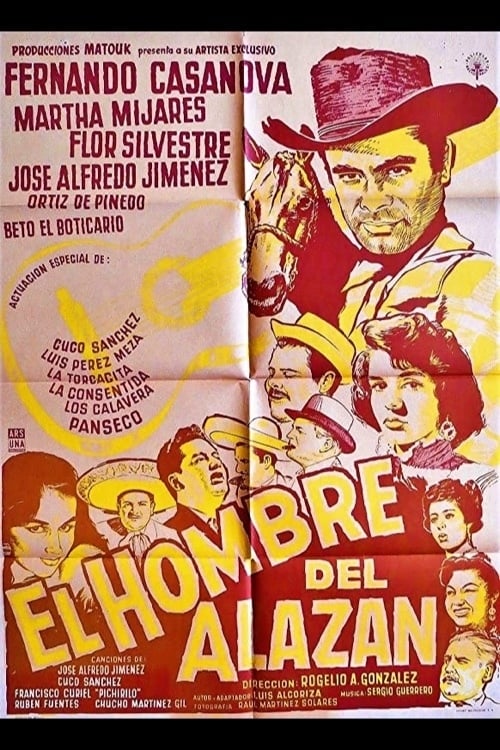 PRODUCCIONES MATOUK presenta a su ARTISTA EXCLUSIVO
FERNANDO CASANOVA
MARTHA MIJARES
FLOR SILVESTRE
JOSE ALFREDO JIMENEZ
ORTIZ DE PINEDO
BETO EL BOTICARIO
ACTUACION ESPECIAL DE:
CUCO SANCHEZ
LUIS PEREZ MEZA
LA TORCACITA
LA CONSENTIDA
LOS CALAVERA
PANSECO
ARS
UNA
EL HOMBRE
DEL
ALAZAN
CANCIONES DE:
JOSE ALFREDO JIMENEZ
CUCO SANCHEZ
FRANCISCO CURIEL "PICHIRILO"
RUBEN FUENTES CHUCHO MARTINEZ GIL
DIRECCION: ROGELIO A. GONZALEZ
AUTOR-ADAPTADOR LUIS ALCORIZA MUSICA: SERGIO GUERRERO
FOTOGRAFIA RAUL MARTINEZ SOLARES